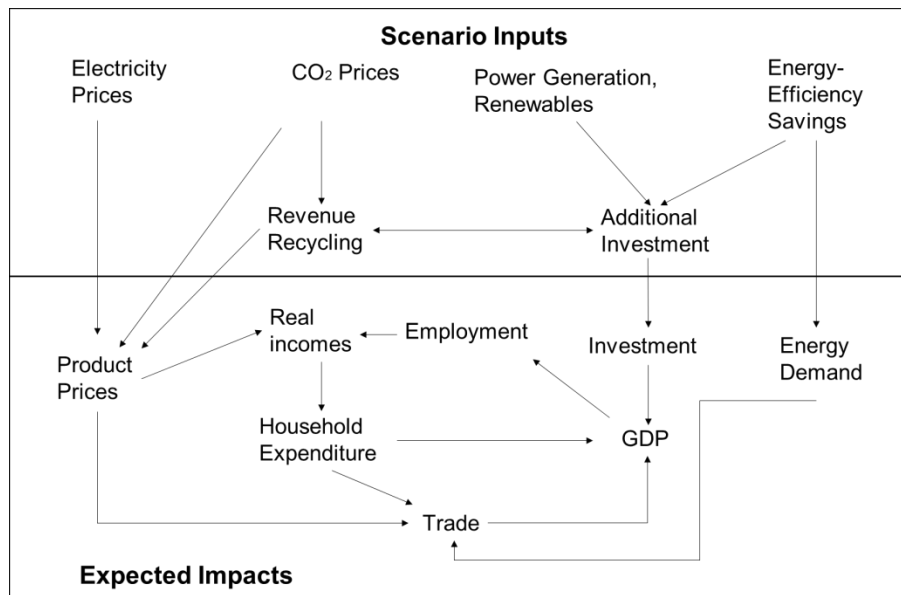 Scenario Inputs
Electricity
Prices
CO₂ Prices
Power Generation,
Renewables
Energy-
Efficiency
Savings
Revenue
Recycling
Additional
Investment
Real
incomes
Employment
Investment
Energy
Demand
Product
Prices
Household
Expenditure
GDP
Trade
Expected Impacts